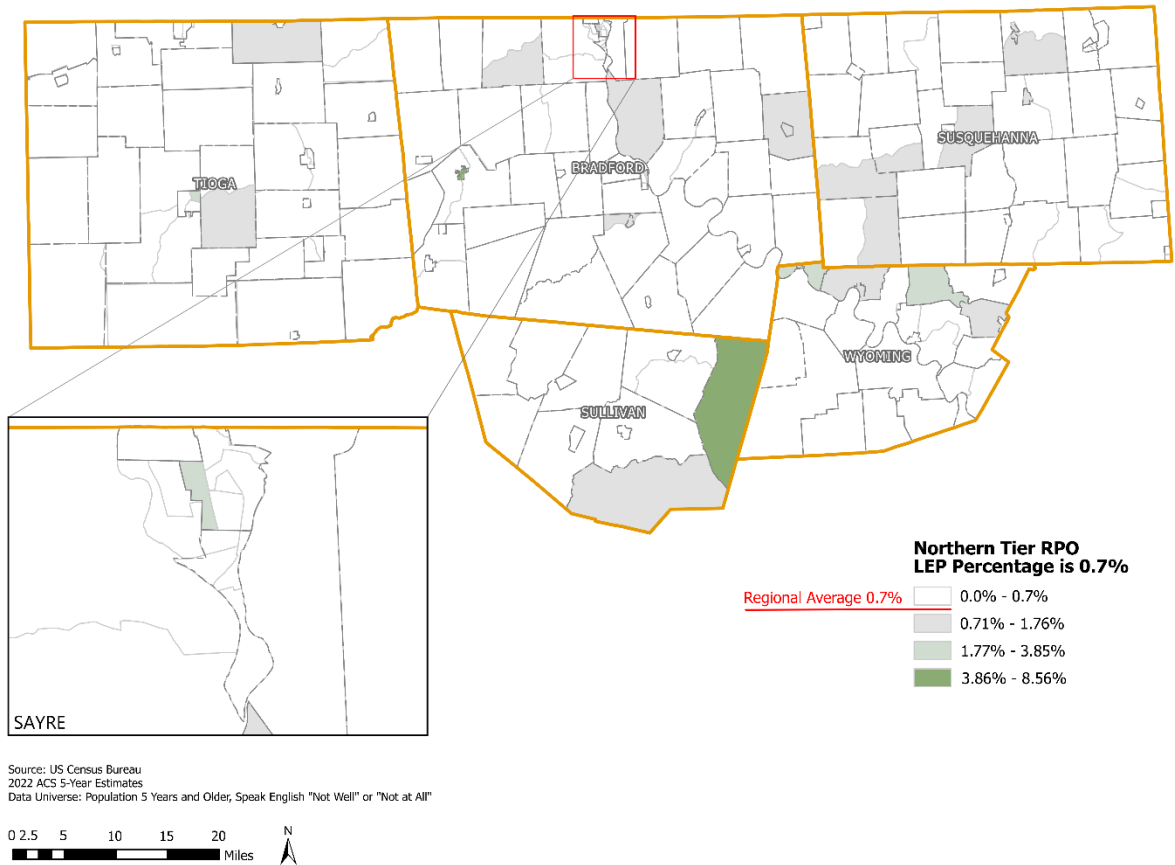 SUSQUEHANNA
BRADFORD
TIOGA
WYOMING
SULLIVAN
SAYRE
Northern Tier RPO
LEP Percentage is 0.7%
Regional Average 0.7%
0.0% - 0.7%
0.71% - 1.76%
1.77% - 3.85%
3.86% - 8.56%
Source: US Census Bureau
2022 ACS 5-Year Estimates
Data Universe: Population 5 Years and Older, Speak English "Not Well" or "Not at All"
0 2.5 5 10 15 20
Miles
N